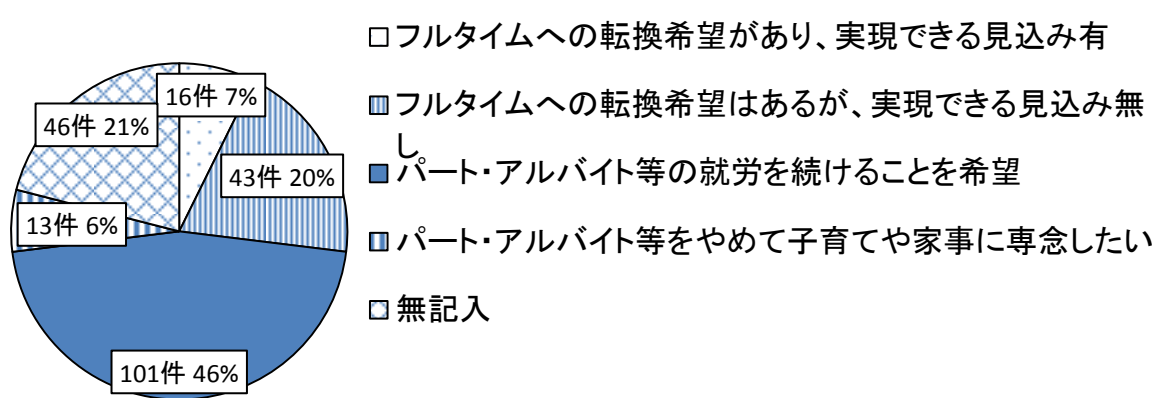 16件 7%
43件 20%
101件 46%
13件 6%
46件 21%
フルタイムへの転換希望があり、実現できる見込み有
フルタイムへの転換希望はあるが、実現できる見込み無
し
パート・アルバイト等の就労を続けることを希望
パート・アルバイト等をやめて子育てや家事に専念したい
無記入